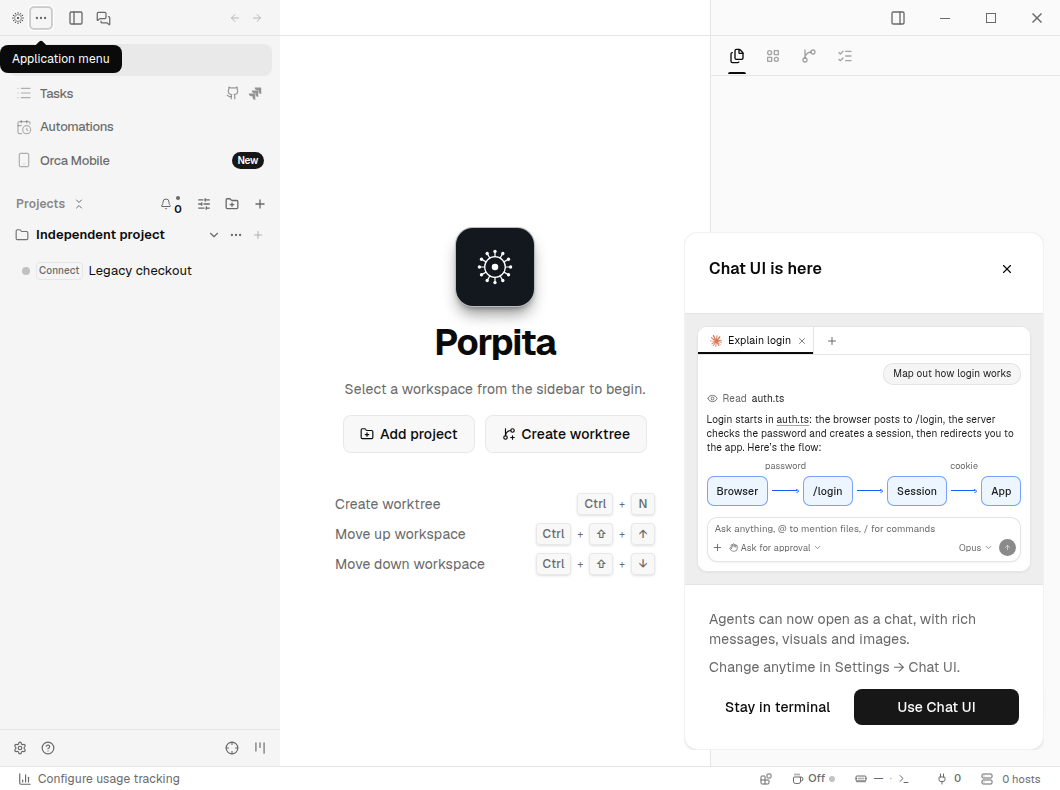 Application menu
Tasks
Automations
Orca Mobile
New
Projects
0
Independent project
Connect
Legacy checkout
Porpita
Select a workspace from the sidebar to begin.
Add project
Create worktree
Create worktree
Ctrl + N
Move up workspace
Ctrl + ⇧ + ↑
Move down workspace
Ctrl + ⇧ + ↓
Chat UI is here
Explain login
Map out how login works
Read auth.ts
Login starts in auth.ts: the browser posts to /login, the server
checks the password and creates a session, then redirects you to
the app. Here's the flow:
password
cookie
Browser
/login
Session
App
Ask anything, @ to mention files, / for commands
Ask for approval
Opus
Agents can now open as a chat, with rich
messages, visuals and images.
Change anytime in Settings → Chat UI.
Stay in terminal
Use Chat UI
Configure usage tracking
Off
— ·
0
0 hosts